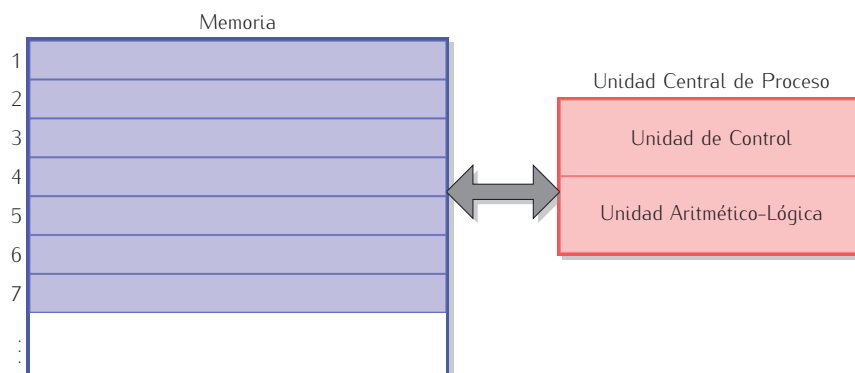 Memoria
1
2
3
4
5
6
7
⋮
Unidad Central de Proceso
Unidad de Control
Unidad Aritmético-Lógica